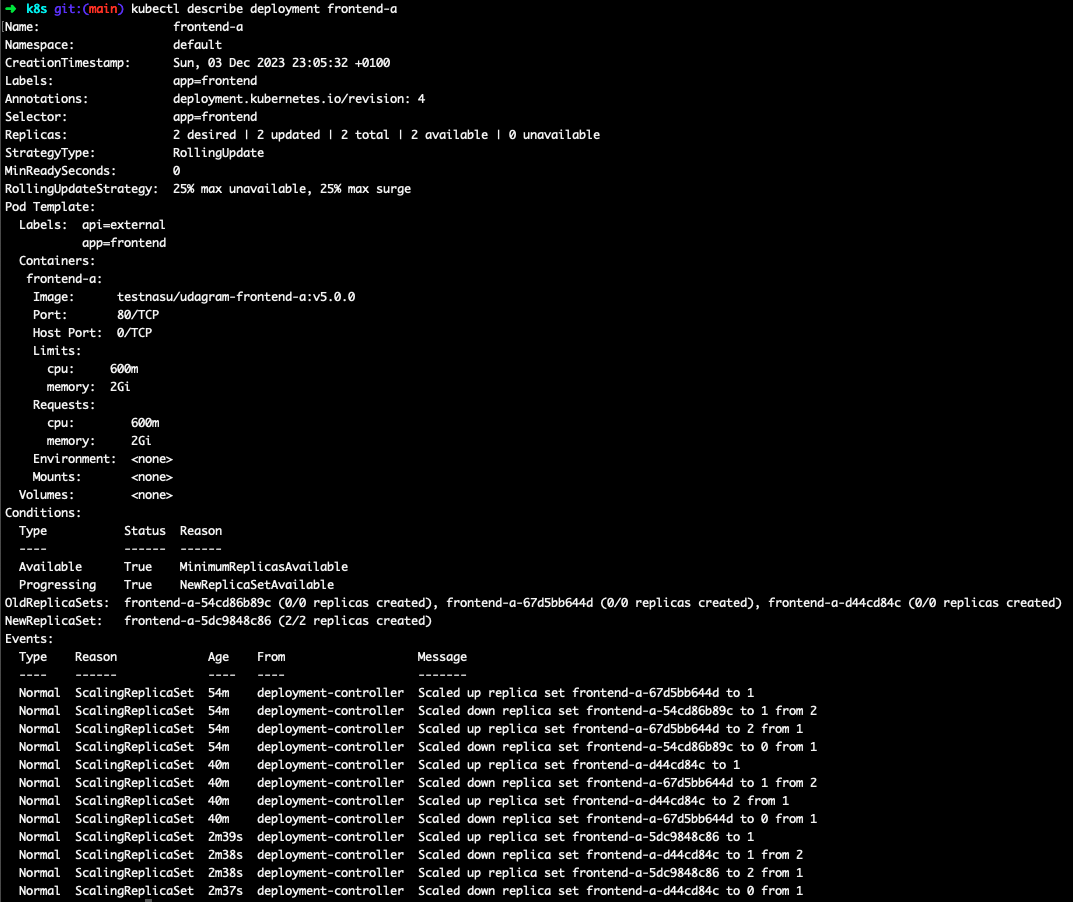 ➜ k8s git:(main) kubectl describe deployment frontend-a
Name:                   frontend-a
Namespace:              default
CreationTimestamp:      Sun, 03 Dec 2023 23:05:32 +0100
Labels:                 app=frontend
Annotations:            deployment.kubernetes.io/revision: 4
Selector:               app=frontend
Replicas:               2 desired | 2 updated | 2 total | 2 available | 0 unavailable
StrategyType:           RollingUpdate
MinReadySeconds:        0
RollingUpdateStrategy:  25% max unavailable, 25% max surge
Pod Template:
  Labels:  api=external
           app=frontend
  Containers:
   frontend-a:
    Image:      testnasu/udagram-frontend-a:v5.0.0
    Port:       80/TCP
    Host Port:  0/TCP
    Limits:
      cpu:     600m
      memory:  2Gi
    Requests:
      cpu:        600m
      memory:     2Gi
    Environment:  <none>
    Mounts:       <none>
  Volumes:        <none>
Conditions:
  Type           Status  Reason
  ----           ------  ------
  Available      True    MinimumReplicasAvailable
  Progressing    True    NewReplicaSetAvailable
OldReplicaSets:  frontend-a-54cd86b89c (0/0 replicas created), frontend-a-67d5bb644d (0/0 replicas created), frontend-a-d44cd84c (0/0 replicas created)
NewReplicaSet:   frontend-a-5dc9848c86 (2/2 replicas created)
Events:
  Type    Reason             Age    From                   Message
  ----    ------             ----   ----                   -------
  Normal  ScalingReplicaSet  54m    deployment-controller  Scaled up replica set frontend-a-67d5bb644d to 1
  Normal  ScalingReplicaSet  54m    deployment-controller  Scaled down replica set frontend-a-54cd86b89c to 1 from 2
  Normal  ScalingReplicaSet  54m    deployment-controller  Scaled up replica set frontend-a-67d5bb644d to 2 from 1
  Normal  ScalingReplicaSet  54m    deployment-controller  Scaled down replica set frontend-a-54cd86b89c to 0 from 1
  Normal  ScalingReplicaSet  40m    deployment-controller  Scaled up replica set frontend-a-d44cd84c to 1
  Normal  ScalingReplicaSet  40m    deployment-controller  Scaled down replica set frontend-a-67d5bb644d to 1 from 2
  Normal  ScalingReplicaSet  40m    deployment-controller  Scaled up replica set frontend-a-d44cd84c to 2 from 1
  Normal  ScalingReplicaSet  40m    deployment-controller  Scaled down replica set frontend-a-67d5bb644d to 0 from 1
  Normal  ScalingReplicaSet  2m39s  deployment-controller  Scaled up replica set frontend-a-5dc9848c86 to 1
  Normal  ScalingReplicaSet  2m38s  deployment-controller  Scaled down replica set frontend-a-d44cd84c to 1 from 2
  Normal  ScalingReplicaSet  2m38s  deployment-controller  Scaled up replica set frontend-a-5dc9848c86 to 2 from 1
  Normal  ScalingReplicaSet  2m37s  deployment-controller  Scaled down replica set frontend-a-d44cd84c to 0 from 1